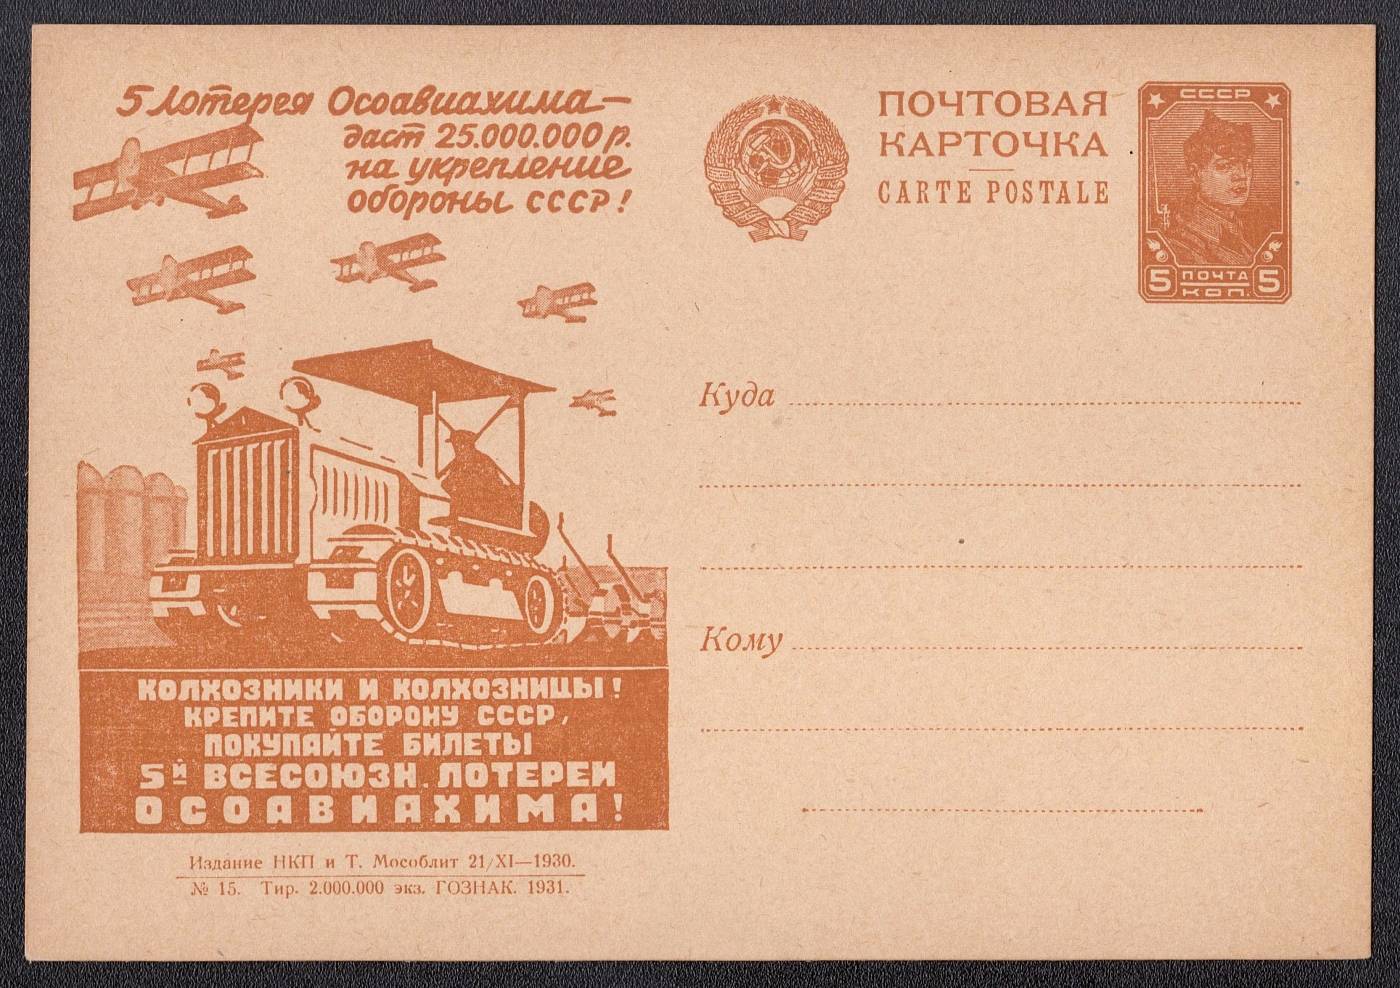 5 Лотерея Осоавиахима—
даст 25.000.000 р.
на укрепление
обороны СССР!
ПОЧТОВАЯ
КАРТОЧКА
CARTE POSTALE
СССР
5 ПОЧТА 5
КОП.
Куда
Кому
КОЛХОЗНИКИ И КОЛХОЗНИЦЫ!
КРЕПИТЕ ОБОРОНУ СССР,
ПОКУПАЙТЕ БИЛЕТЫ
5й ВСЕСОЮЗН. ЛОТЕРЕИ
ОСОАВИАХИМА!
Издание НКП и Т. Мособлит 21/XI—1930.
№ 15. Тир. 2.000.000 экз. ГОЗНАК. 1931.